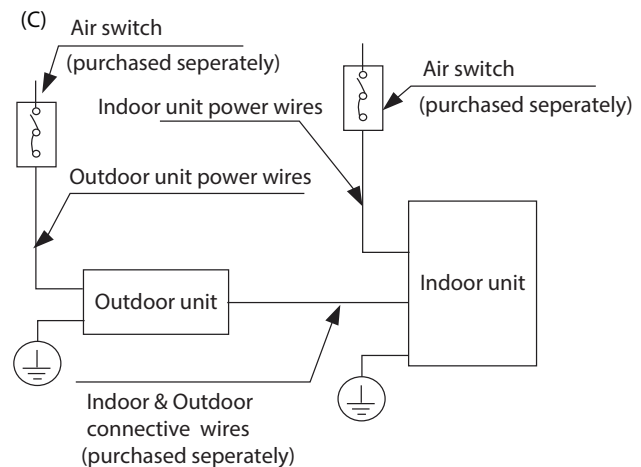 (C)
Air switch
(purchased seperately)
Air switch
(purchased seperately)
Indoor unit power wires
Outdoor unit power wires
Outdoor unit
Indoor unit
Indoor & Outdoor
connective wires
(purchased seperately)